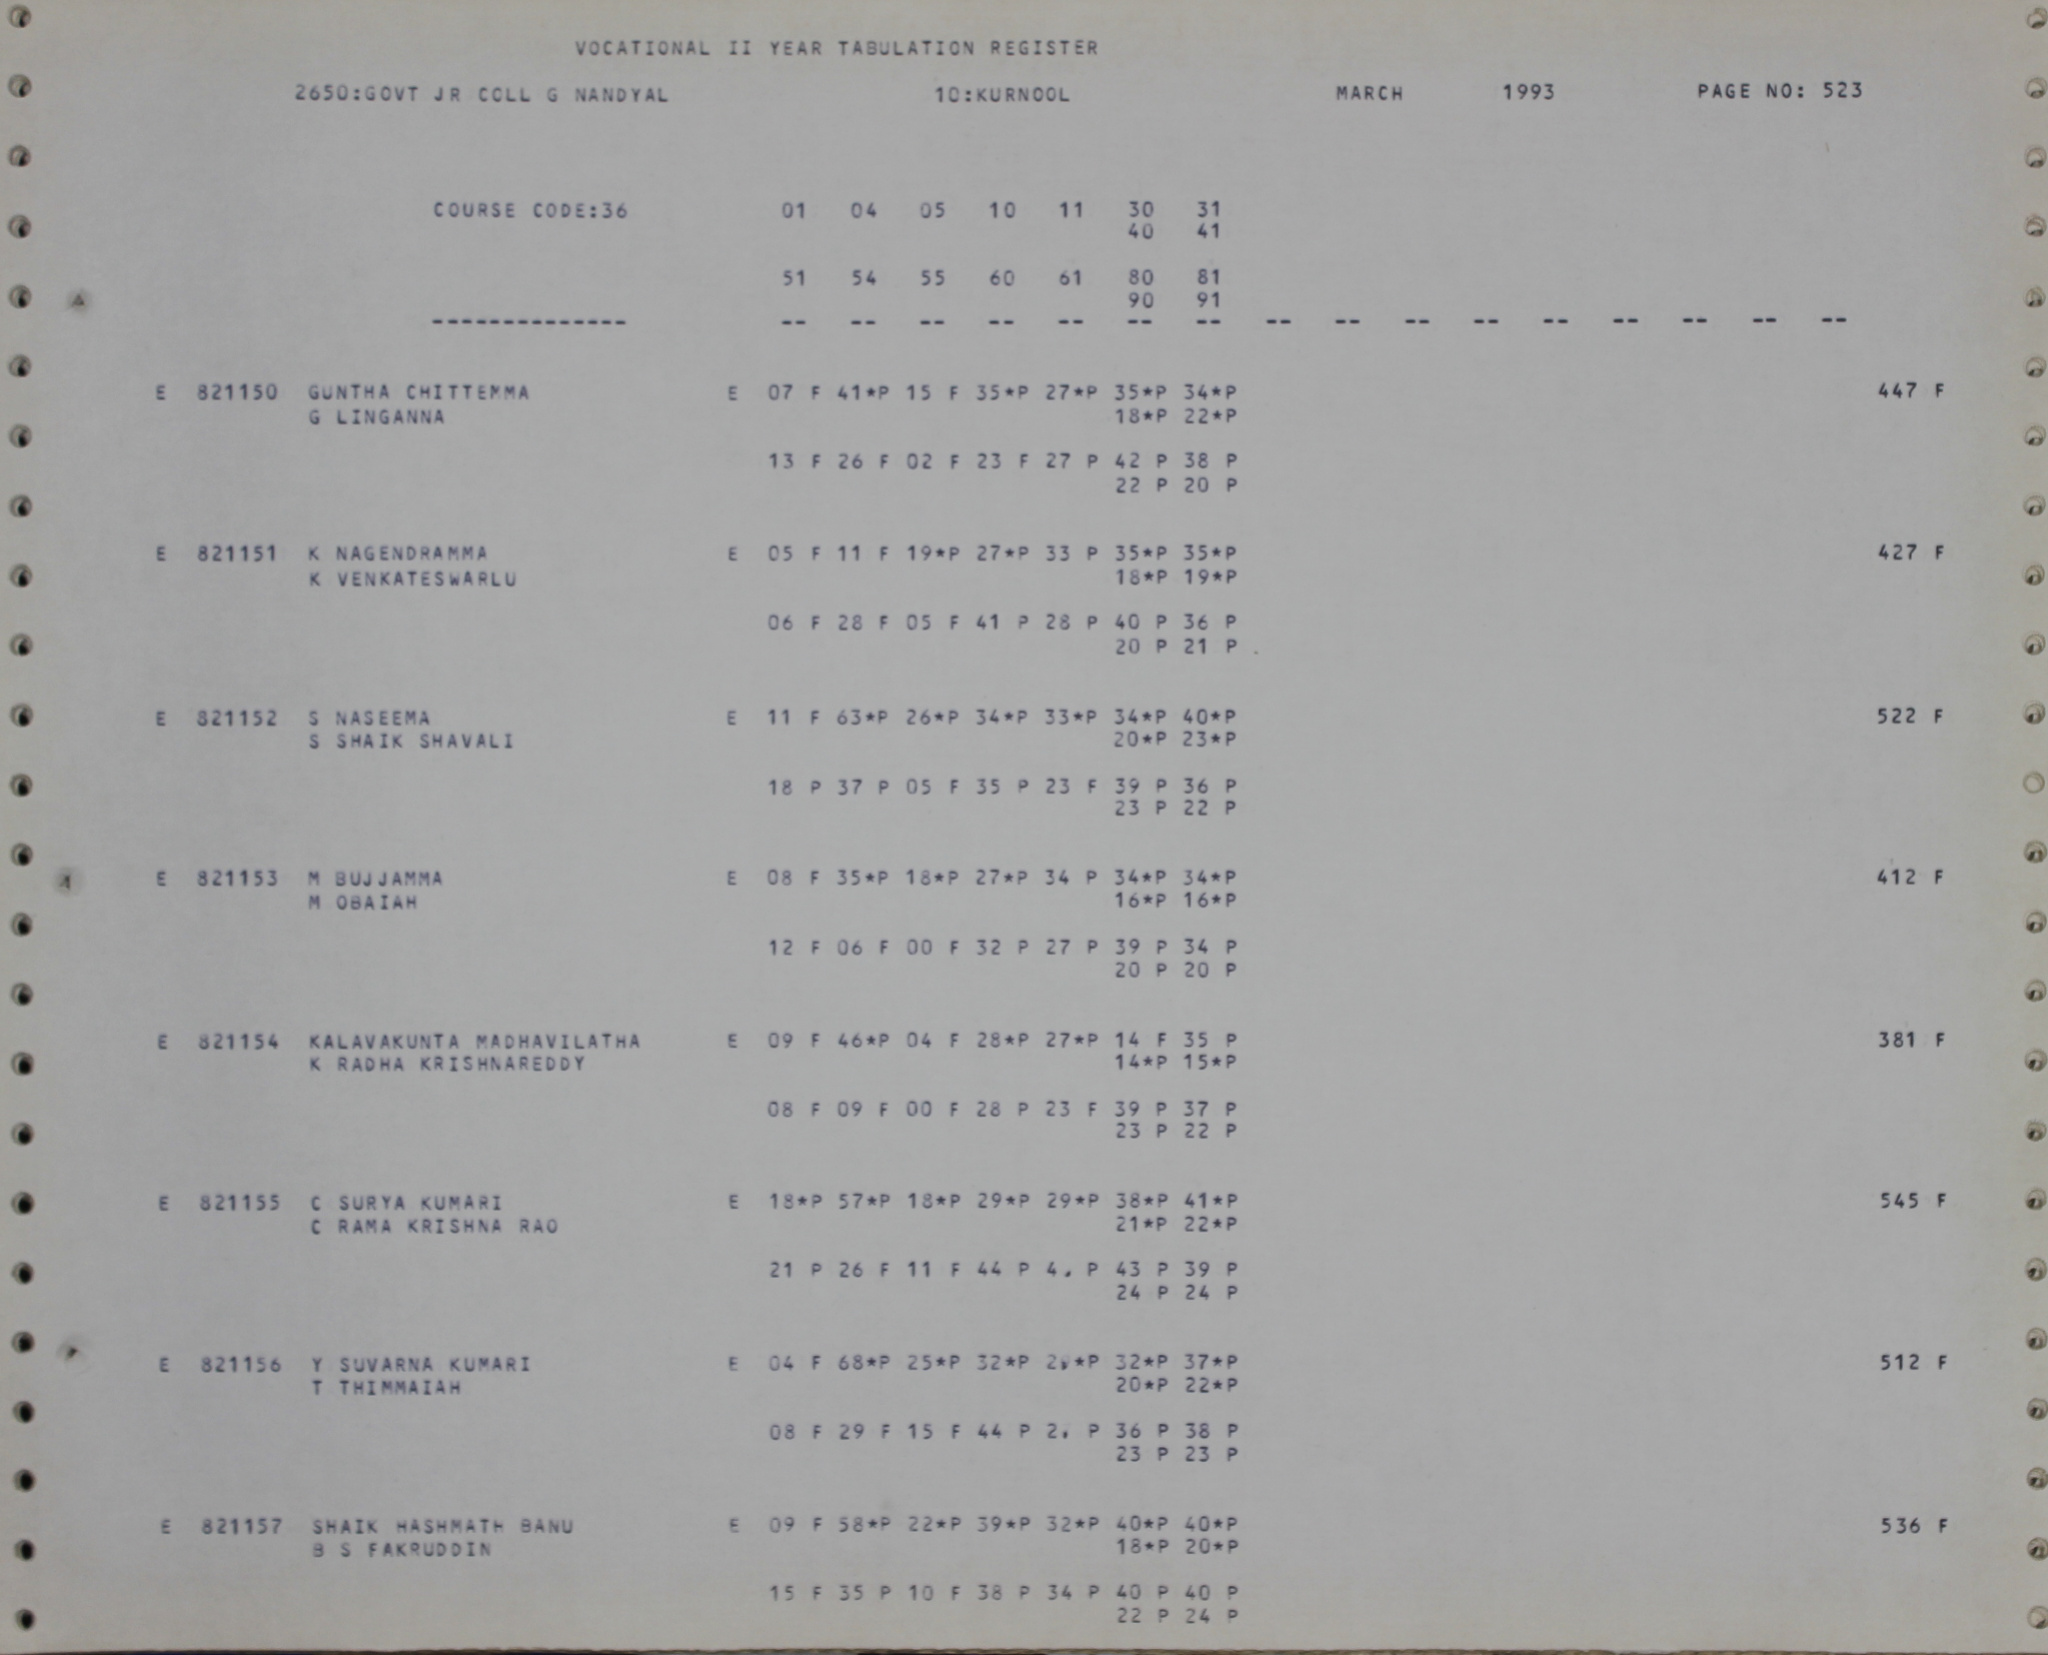 VOCATIONAL II YEAR TABULATION REGISTER
2650:GOVT JR COLL G NANDYAL 10:KURNOOL MARCH 1993 PAGE NO: 523
COURSE CODE:36 01 04 05 10 11 30 31
40 41
51 54 55 60 61 80 81
90 91
-------------- -- -- -- -- -- -- -- -- -- -- -- -- -- -- -- --
E 821150 GUNTHA CHITTEMMA E 07 F 41*P 15 F 35*P 27*P 35*P 34*P 447 F
G LINGANNA 18*P 22*P
13 F 26 F 02 F 23 F 27 P 42 P 38 P
22 P 20 P
E 821151 K NAGENDRAMMA E 05 F 11 F 19*P 27*P 33 P 35*P 35*P 427 F
K VENKATESWARLU 18*P 19*P
06 F 28 F 05 F 41 P 28 P 40 P 36 P
20 P 21 P
E 821152 S NASEEMA E 11 F 63*P 26*P 34*P 33*P 34*P 40*P 522 F
S SHAIK SHAVALI 20*P 23*P
18 P 37 P 05 F 35 P 23 F 39 P 36 P
23 P 22 P
E 821153 M BUJJAMMA E 08 F 35*P 18*P 27*P 34 P 34*P 34*P 412 F
M OBAIAH 16*P 16*P
12 F 06 F 00 F 32 P 27 P 39 P 34 P
20 P 20 P
E 821154 KALAVAKUNTA MADHAVILATHA E 09 F 46*P 04 F 28*P 27*P 14 F 35 P 381 F
K RADHA KRISHNAREDDY 14*P 15*P
08 F 09 F 00 F 28 P 23 F 39 P 37 P
23 P 22 P
E 821155 C SURYA KUMARI E 18*P 57*P 18*P 29*P 29*P 38*P 41*P 545 F
C RAMA KRISHNA RAO 21*P 22*P
21 P 26 F 11 F 44 P P 43 P 39 P
24 P 24 P
E 821156 Y SUVARNA KUMARI E 04 F 68*P 25*P 32*P 32*P 37*P 512 F
T THIMMAIAH 20*P 22*P
08 F 29 F 15 F 44 P P 36 P 38 P
23 P 23 P
E 821157 SHAIK HASHMATH BANU E 09 F 58*P 22*P 39*P 32*P 40*P 40*P 536 F
B S FAKRUDDIN 18*P 20*P
15 F 35 P 10 F 38 P 34 P 40 P 40 P
22 P 24 P